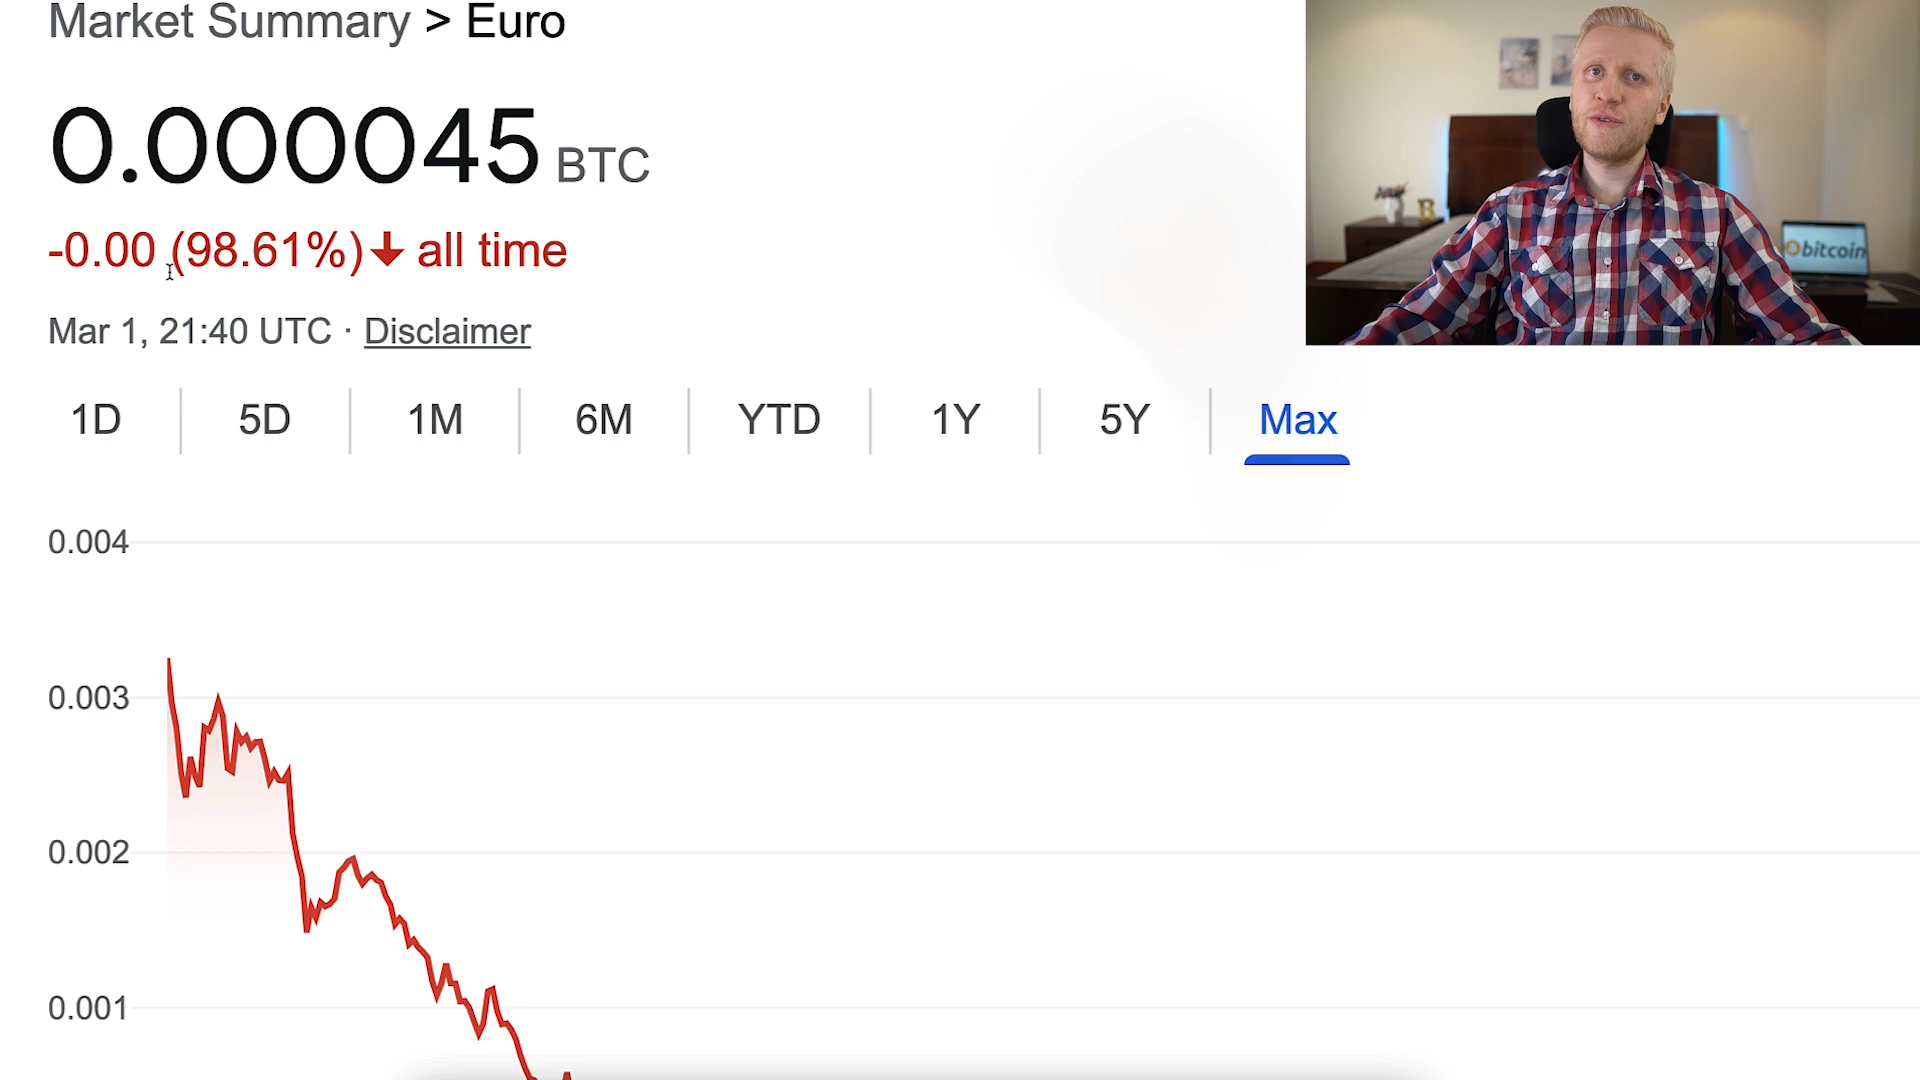 Market Summary > Euro
0.000045 BTC
-0.00 (98.61%) ↓ all time
Mar 1, 21:40 UTC · Disclaimer
1D 5D 1M 6M YTD 1Y 5Y Max
0.004
0.003
0.002
0.001
bitcoin